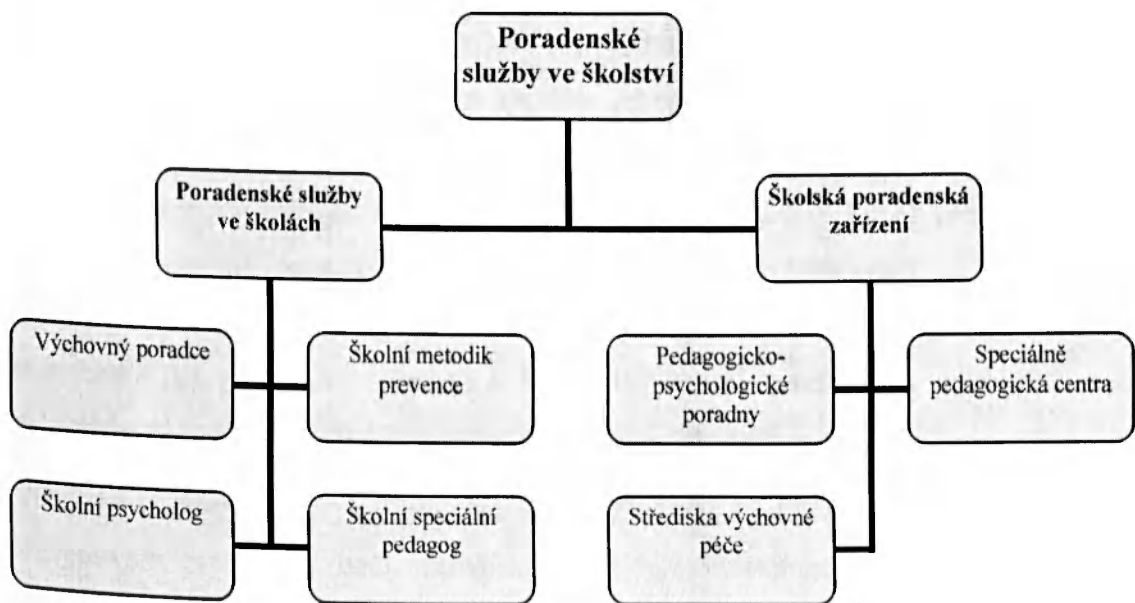 Poradenské
služby ve školství
Poradenské služby
ve školách
Školská poradenská
zařízení
Výchovný poradce
Školní metodik
prevence
Pedagogicko-
psychologické
poradny
Speciálně
pedagogická centra
Školní psycholog
Školní speciální
pedagog
Střediska výchovné
péče